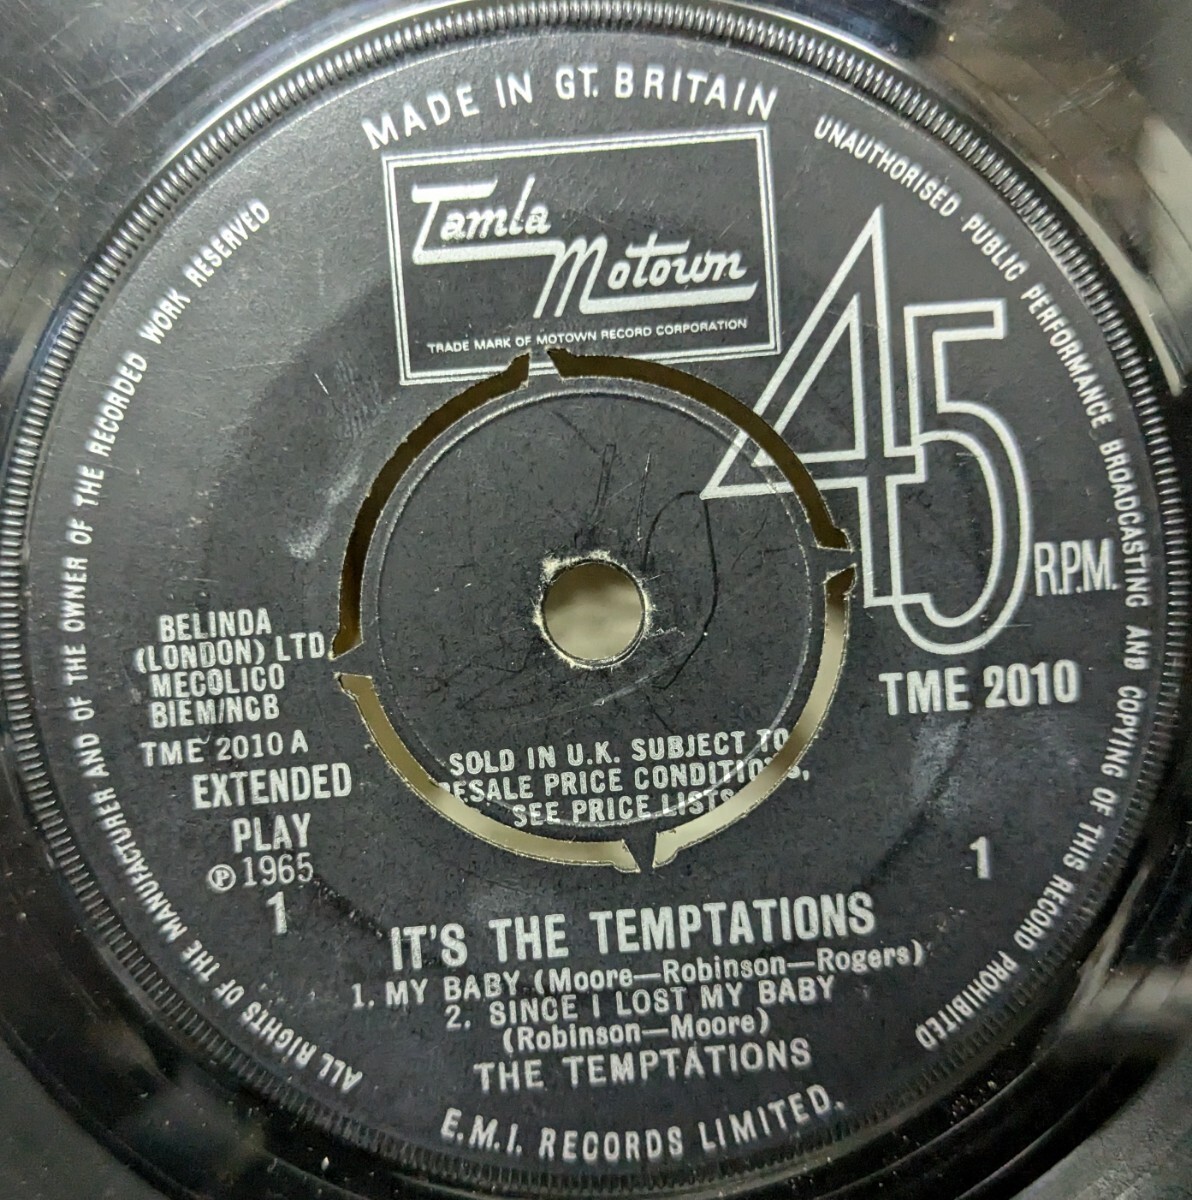 MADE IN GT. BRITAIN
Tamla
Motown
TRADE MARK OF MOTOWN RECORD CORPORATION
45
R.P.M.
UNAUTHORISED PUBLIC PERFORMANCE BROADCASTING AND COPYING OF THIS RECORD PROHIBITED
ALL RIGHTS OF THE MANUFACTURER AND OF THE OWNER OF THE RECORDED WORK RESERVED
BELINDA
(LONDON) LTD
MECOLICO
BIEM/NCB
TME 2010 A
EXTENDED
PLAY
℗ 1965
1
TME 2010
SOLD IN U.K. SUBJECT TO
RESALE PRICE CONDITIONS,
SEE PRICE LISTS
1
IT'S THE TEMPTATIONS
1. MY BABY (Moore—Robinson—Rogers)
2. SINCE I LOST MY BABY
(Robinson—Moore)
THE TEMPTATIONS
E.M.I. RECORDS LIMITED.